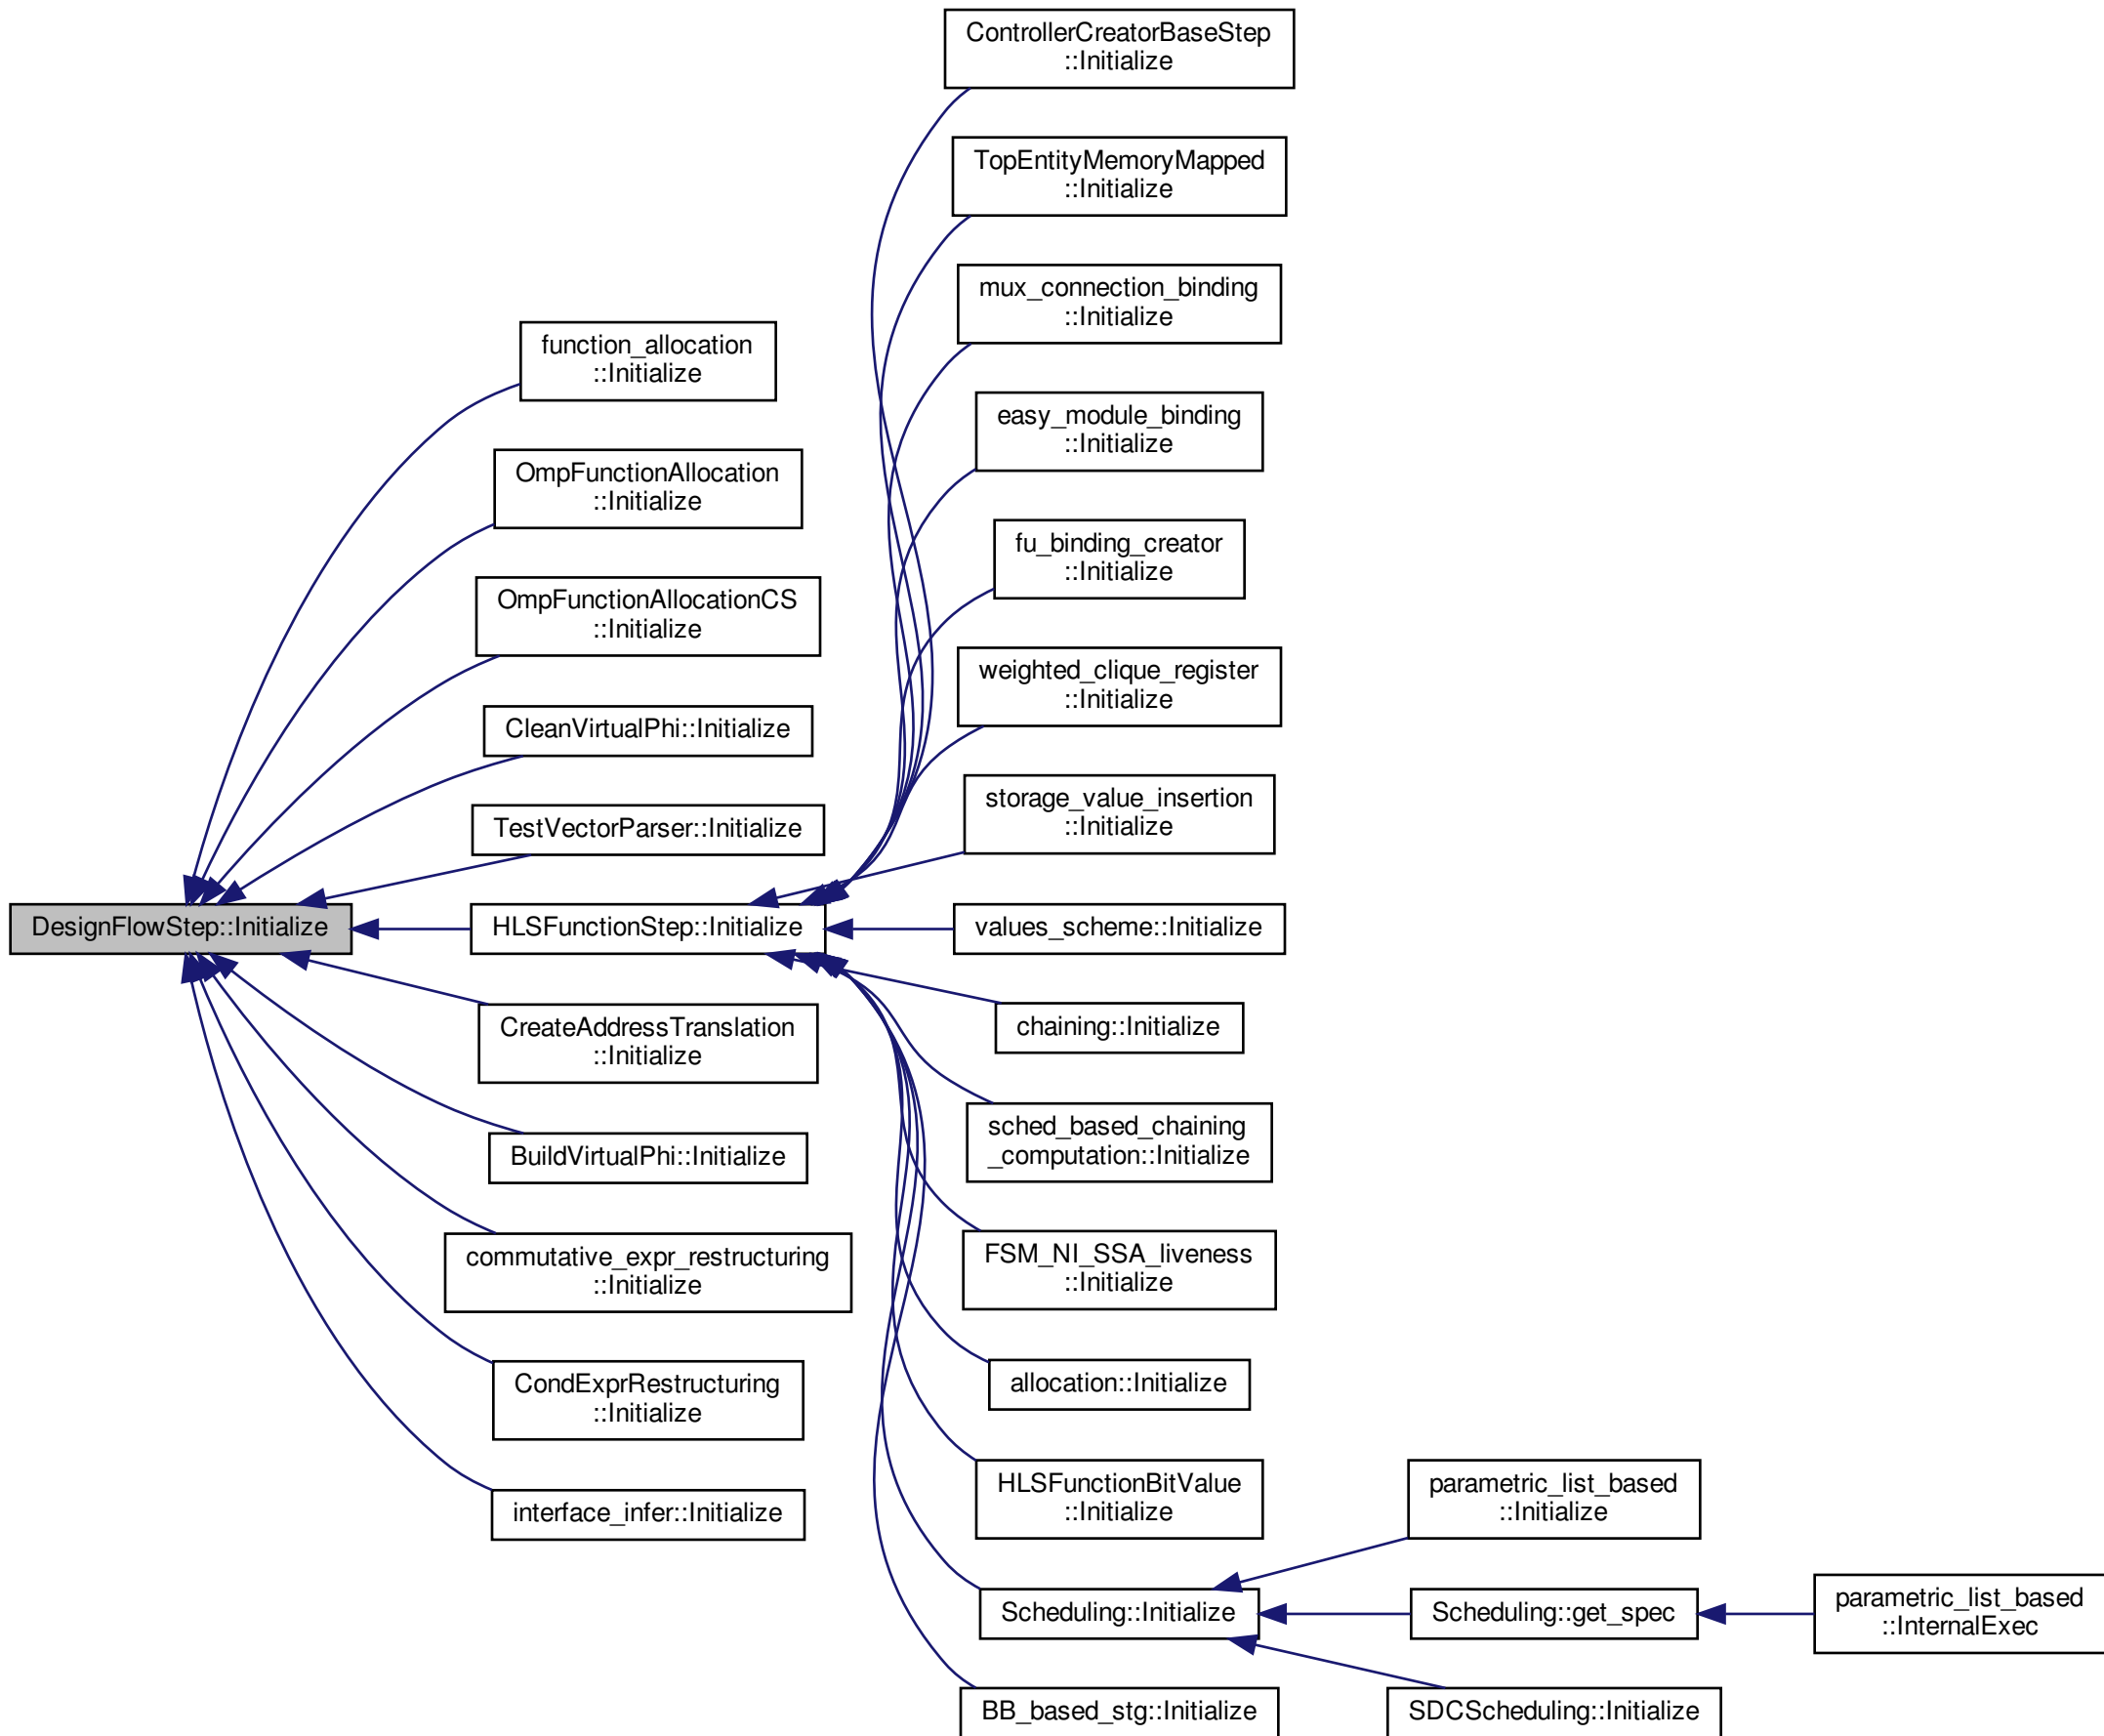 ControllerCreatorBaseStep
::Initialize
TopEntityMemoryMapped
::Initialize
mux_connection_binding
::Initialize
easy_module_binding
::Initialize
fu_binding_creator
::Initialize
weighted_clique_register
::Initialize
storage_value_insertion
::Initialize
values_scheme::Initialize
chaining::Initialize
sched_based_chaining
_computation::Initialize
FSM_NI_SSA_liveness
::Initialize
allocation::Initialize
HLSFunctionBitValue
::Initialize
Scheduling::Initialize
BB_based_stg::Initialize
function_allocation
::Initialize
OmpFunctionAllocation
::Initialize
OmpFunctionAllocationCS
::Initialize
CleanVirtualPhi::Initialize
TestVectorParser::Initialize
DesignFlowStep::Initialize
HLSFunctionStep::Initialize
CreateAddressTranslation
::Initialize
BuildVirtualPhi::Initialize
commutative_expr_restructuring
::Initialize
CondExprRestructuring
::Initialize
interface_infer::Initialize
parametric_list_based
::Initialize
Scheduling::get_spec
parametric_list_based
::InternalExec
SDCScheduling::Initialize